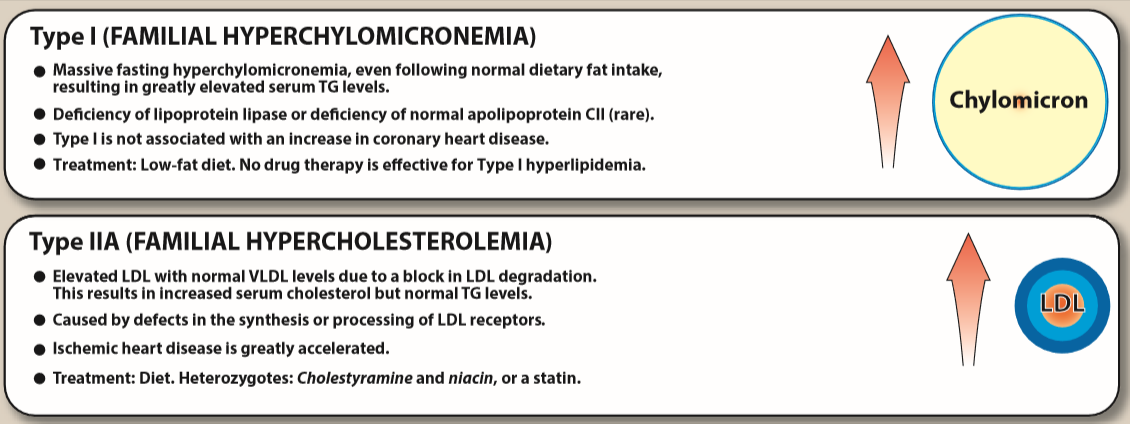 Type I (FAMILIAL HYPERCHYLOMICRONEMIA)
● Massive fasting hyperchylomicronemia, even following normal dietary fat intake,
resulting in greatly elevated serum TG levels.
● Deficiency of lipoprotein lipase or deficiency of normal apolipoprotein CII (rare).
● Type I is not associated with an increase in coronary heart disease.
● Treatment: Low-fat diet. No drug therapy is effective for Type I hyperlipidemia.
Chylomicron
Type IIA (FAMILIAL HYPERCHOLESTEROLEMIA)
● Elevated LDL with normal VLDL levels due to a block in LDL degradation.
This results in increased serum cholesterol but normal TG levels.
● Caused by defects in the synthesis or processing of LDL receptors.
● Ischemic heart disease is greatly accelerated.
● Treatment: Diet. Heterozygotes: Cholestyramine and niacin, or a statin.
LDL